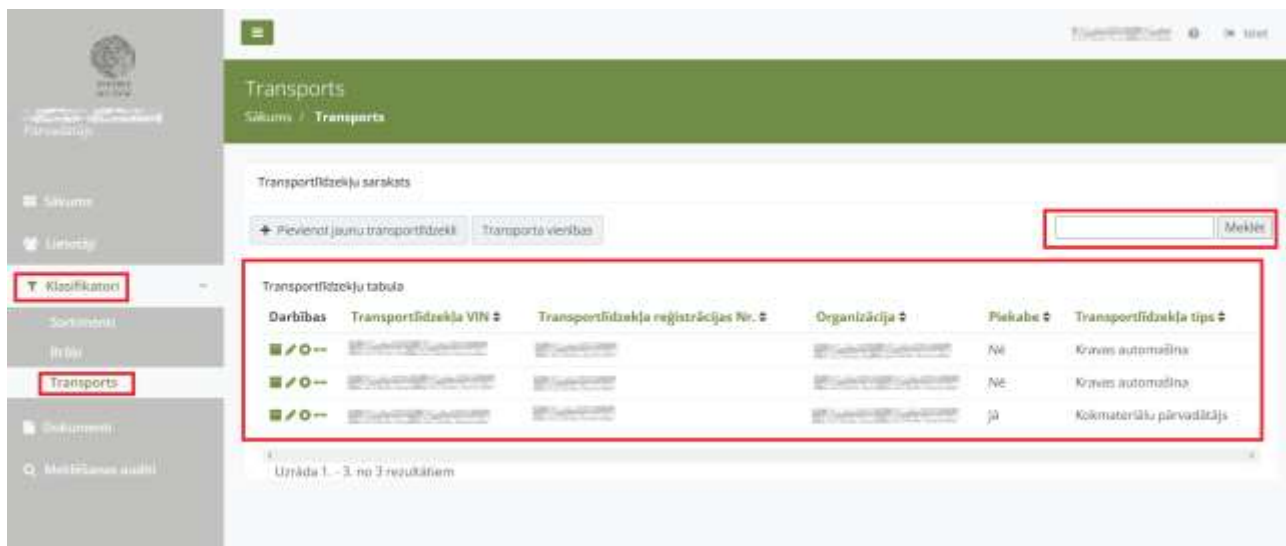 Pārvadātājs
Sākums
Lietotāji
Klasifikatori
Sortimenti
Transports
Dokumenti
Meklēšanas auditi
Iziet
Transports
Sākums / Transports
Transportlīdzekļu saraksts
+ Pievienot jaunu transportlīdzekli Transporta vienības
Meklēt
Transportlīdzekļu tabula
Darbības Transportlīdzekļa VIN Transportlīdzekļa reģistrācijas Nr. Organizācija Piekabe Transportlīdzekļa tips
Nē Kravas automašīna
Nē Kravas automašīna
Jā Kokmateriālu pārvadātājs
Uzrāda 1. - 3. no 3 rezultātiem